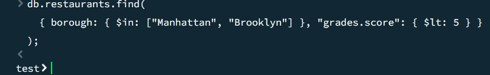 > db.restaurants.find(
{ borough: { $in: ["Manhattan", "Brooklyn"] }, "grades.score": { $lt: 5 } }
);
<
test>